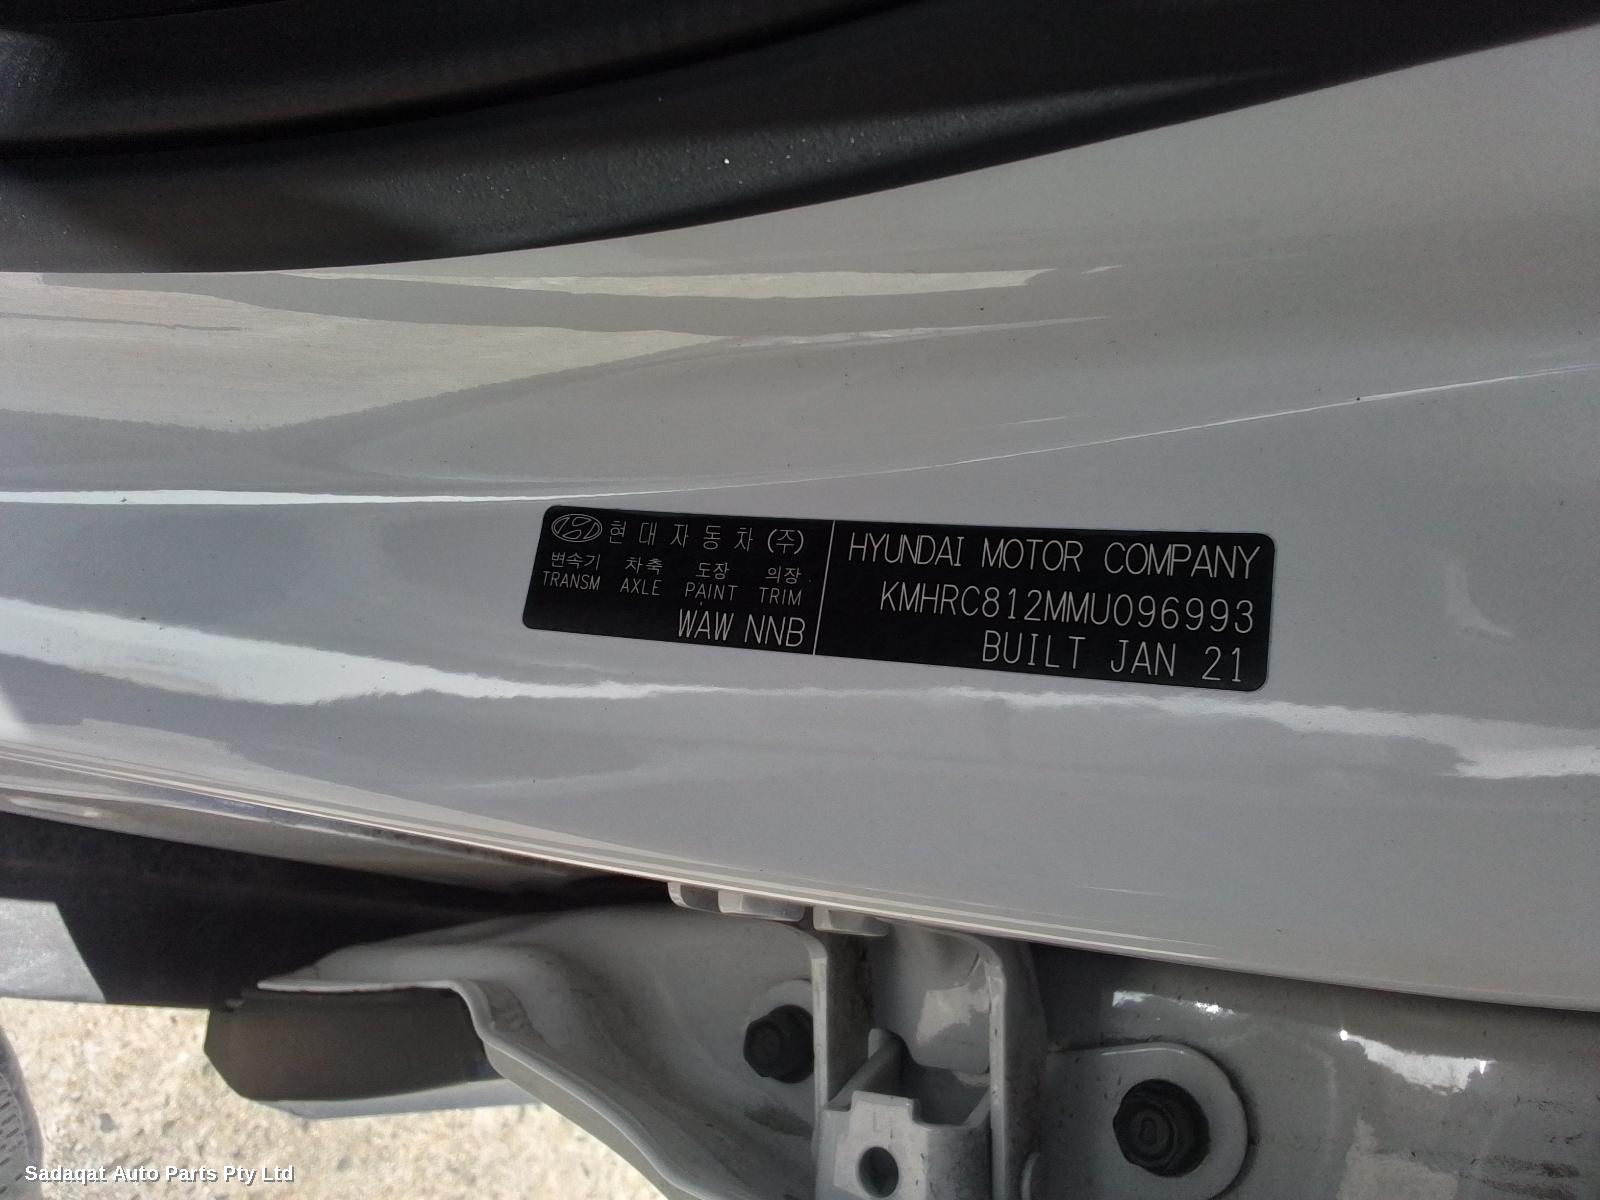 현대자동차(주)
변속기 차축 도장 의장
TRANSM AXLE PAINT TRIM
WAW NNB
HYUNDAI MOTOR COMPANY
KMHRC812MMU096993
BUILT JAN 21
Sadaqat Auto Parts Pty Ltd